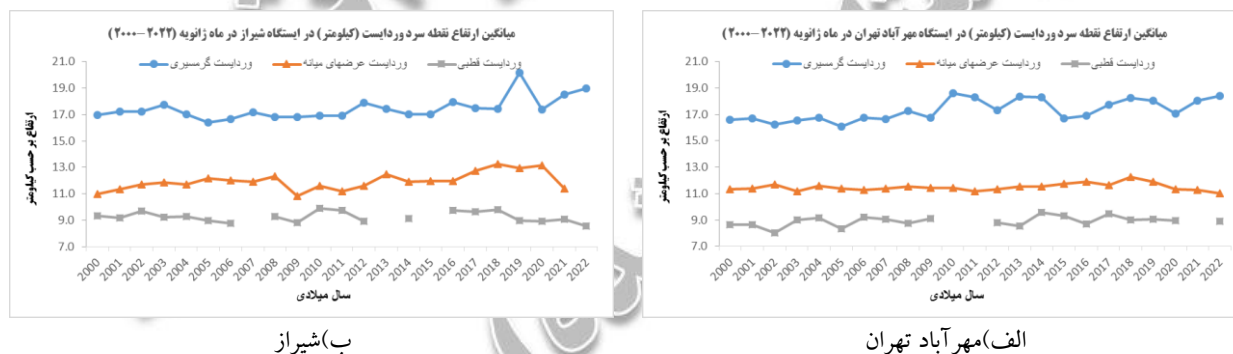 میانگین ارتفاع نقطه سرد وردایست (کیلومتر) در ایستگاه مهرآباد تهران در ماه ژانویه (۲۰۲۲-۲۰۰۰)
وردایست گرمسیری وردایست عرضهای میانه وردایست قطبی
ارتفاع بر حسب کیلومتر
21.0
19.0
17.0
15.0
13.0
11.0
9.0
7.0
2000 2001 2002 2003 2004 2005 2006 2007 2008 2009 2010 2011 2012 2013 2014 2015 2016 2017 2018 2019 2020 2021 2022
سال میلادی
الف)مهرآباد تهران
میانگین ارتفاع نقطه سرد وردایست (کیلومتر) در ایستگاه شیراز در ماه ژانویه (۲۰۲۲-۲۰۰۰)
وردایست گرمسیری وردایست عرضهای میانه وردایست قطبی
ارتفاع بر حسب کیلومتر
21.0
19.0
17.0
15.0
13.0
11.0
9.0
7.0
2000 2001 2002 2003 2004 2005 2006 2007 2008 2009 2010 2011 2012 2013 2014 2015 2016 2017 2018 2019 2020 2021 2022
سال میلادی
ب)شیراز